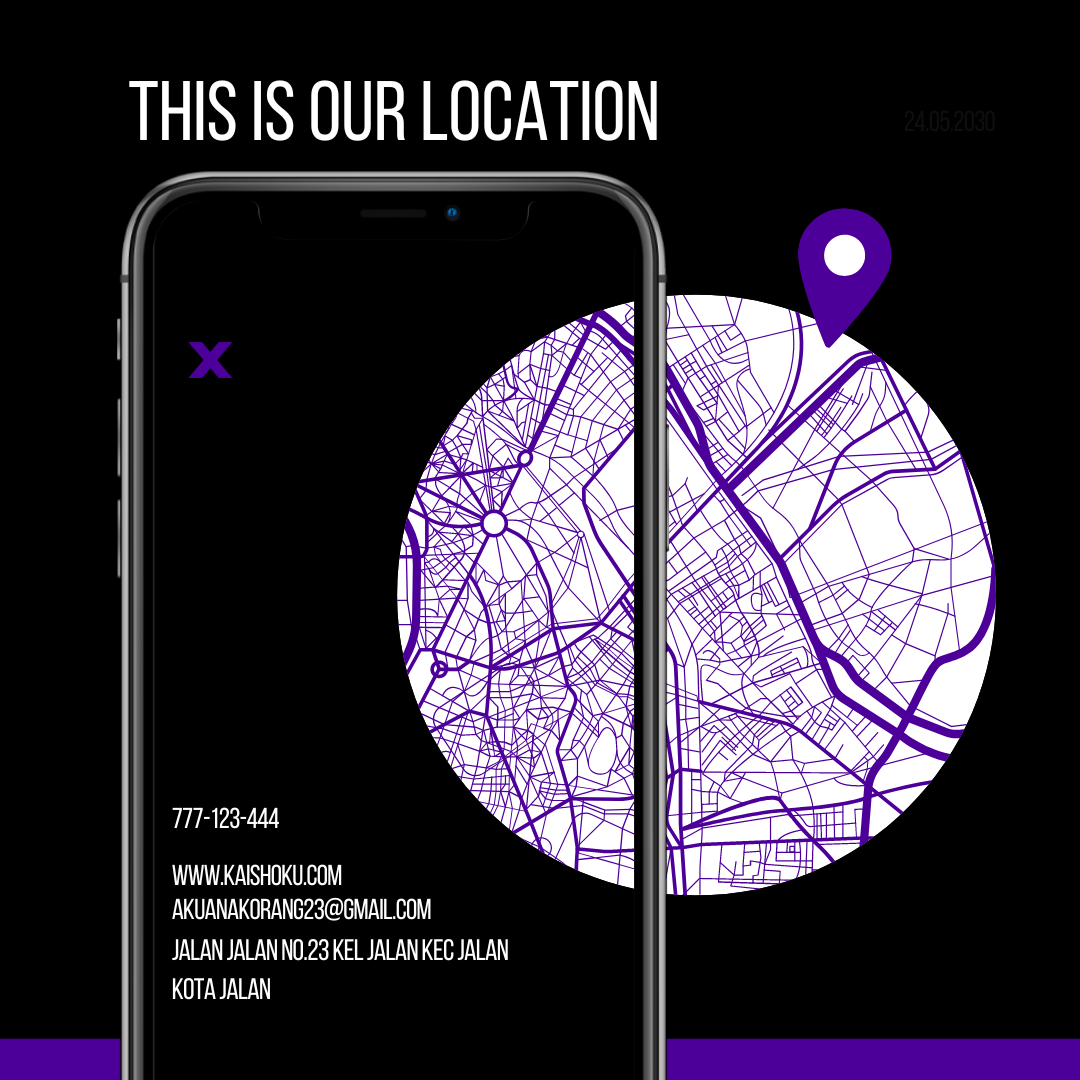 THIS IS OUR LOCATION
24.05.2030
X
777-123-444
WWW.KAISHOKU.COM
AKUANAKORANG23@GMAIL.COM
JALAN JALAN NO.23 KEL JALAN KEC JALAN
KOTA JALAN